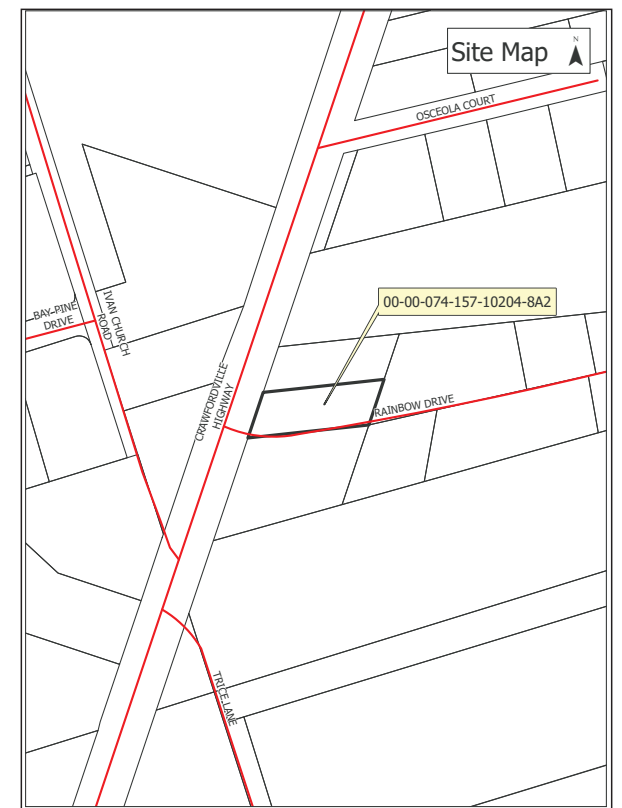 Site Map
N
OSCEOLA COURT
00-00-074-157-10204-8A2
BAY-PINE
DRIVE
IVAN CHURCH
ROAD
CRAWFORDVILLE
HIGHWAY
RAINBOW DRIVE
TRICE LANE